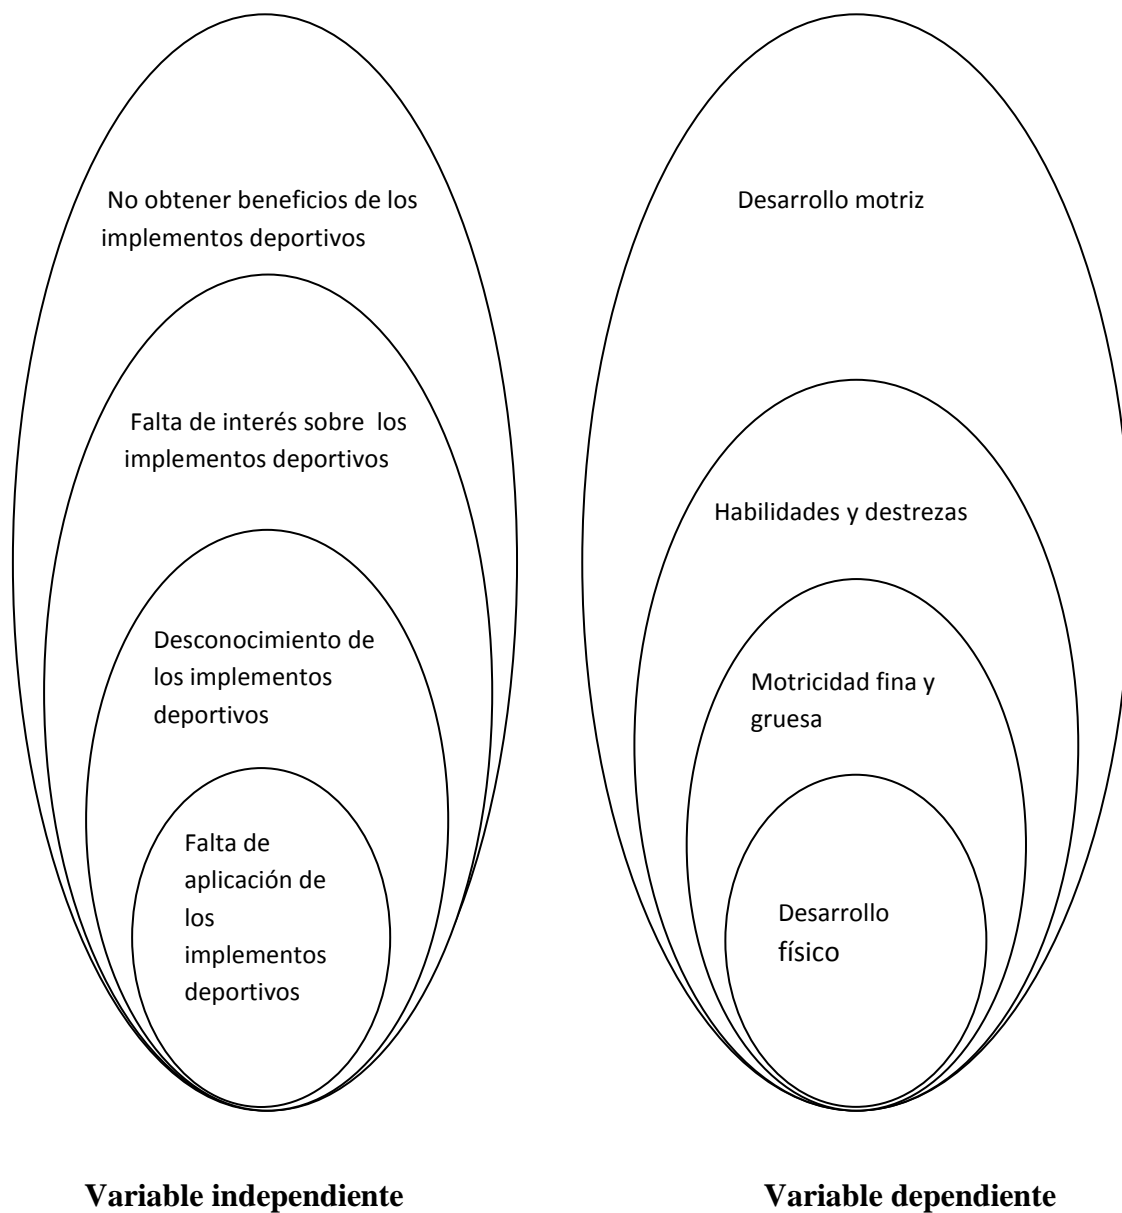 No obtener beneficios de los
implementos deportivos
Falta de interés sobre los
implementos deportivos
Desconocimiento de
los implementos
deportivos
Falta de
aplicación de
los
implementos
deportivos
Variable independiente
Desarrollo motriz
Habilidades y destrezas
Motricidad fina y
gruesa
Desarrollo
físico
Variable dependiente